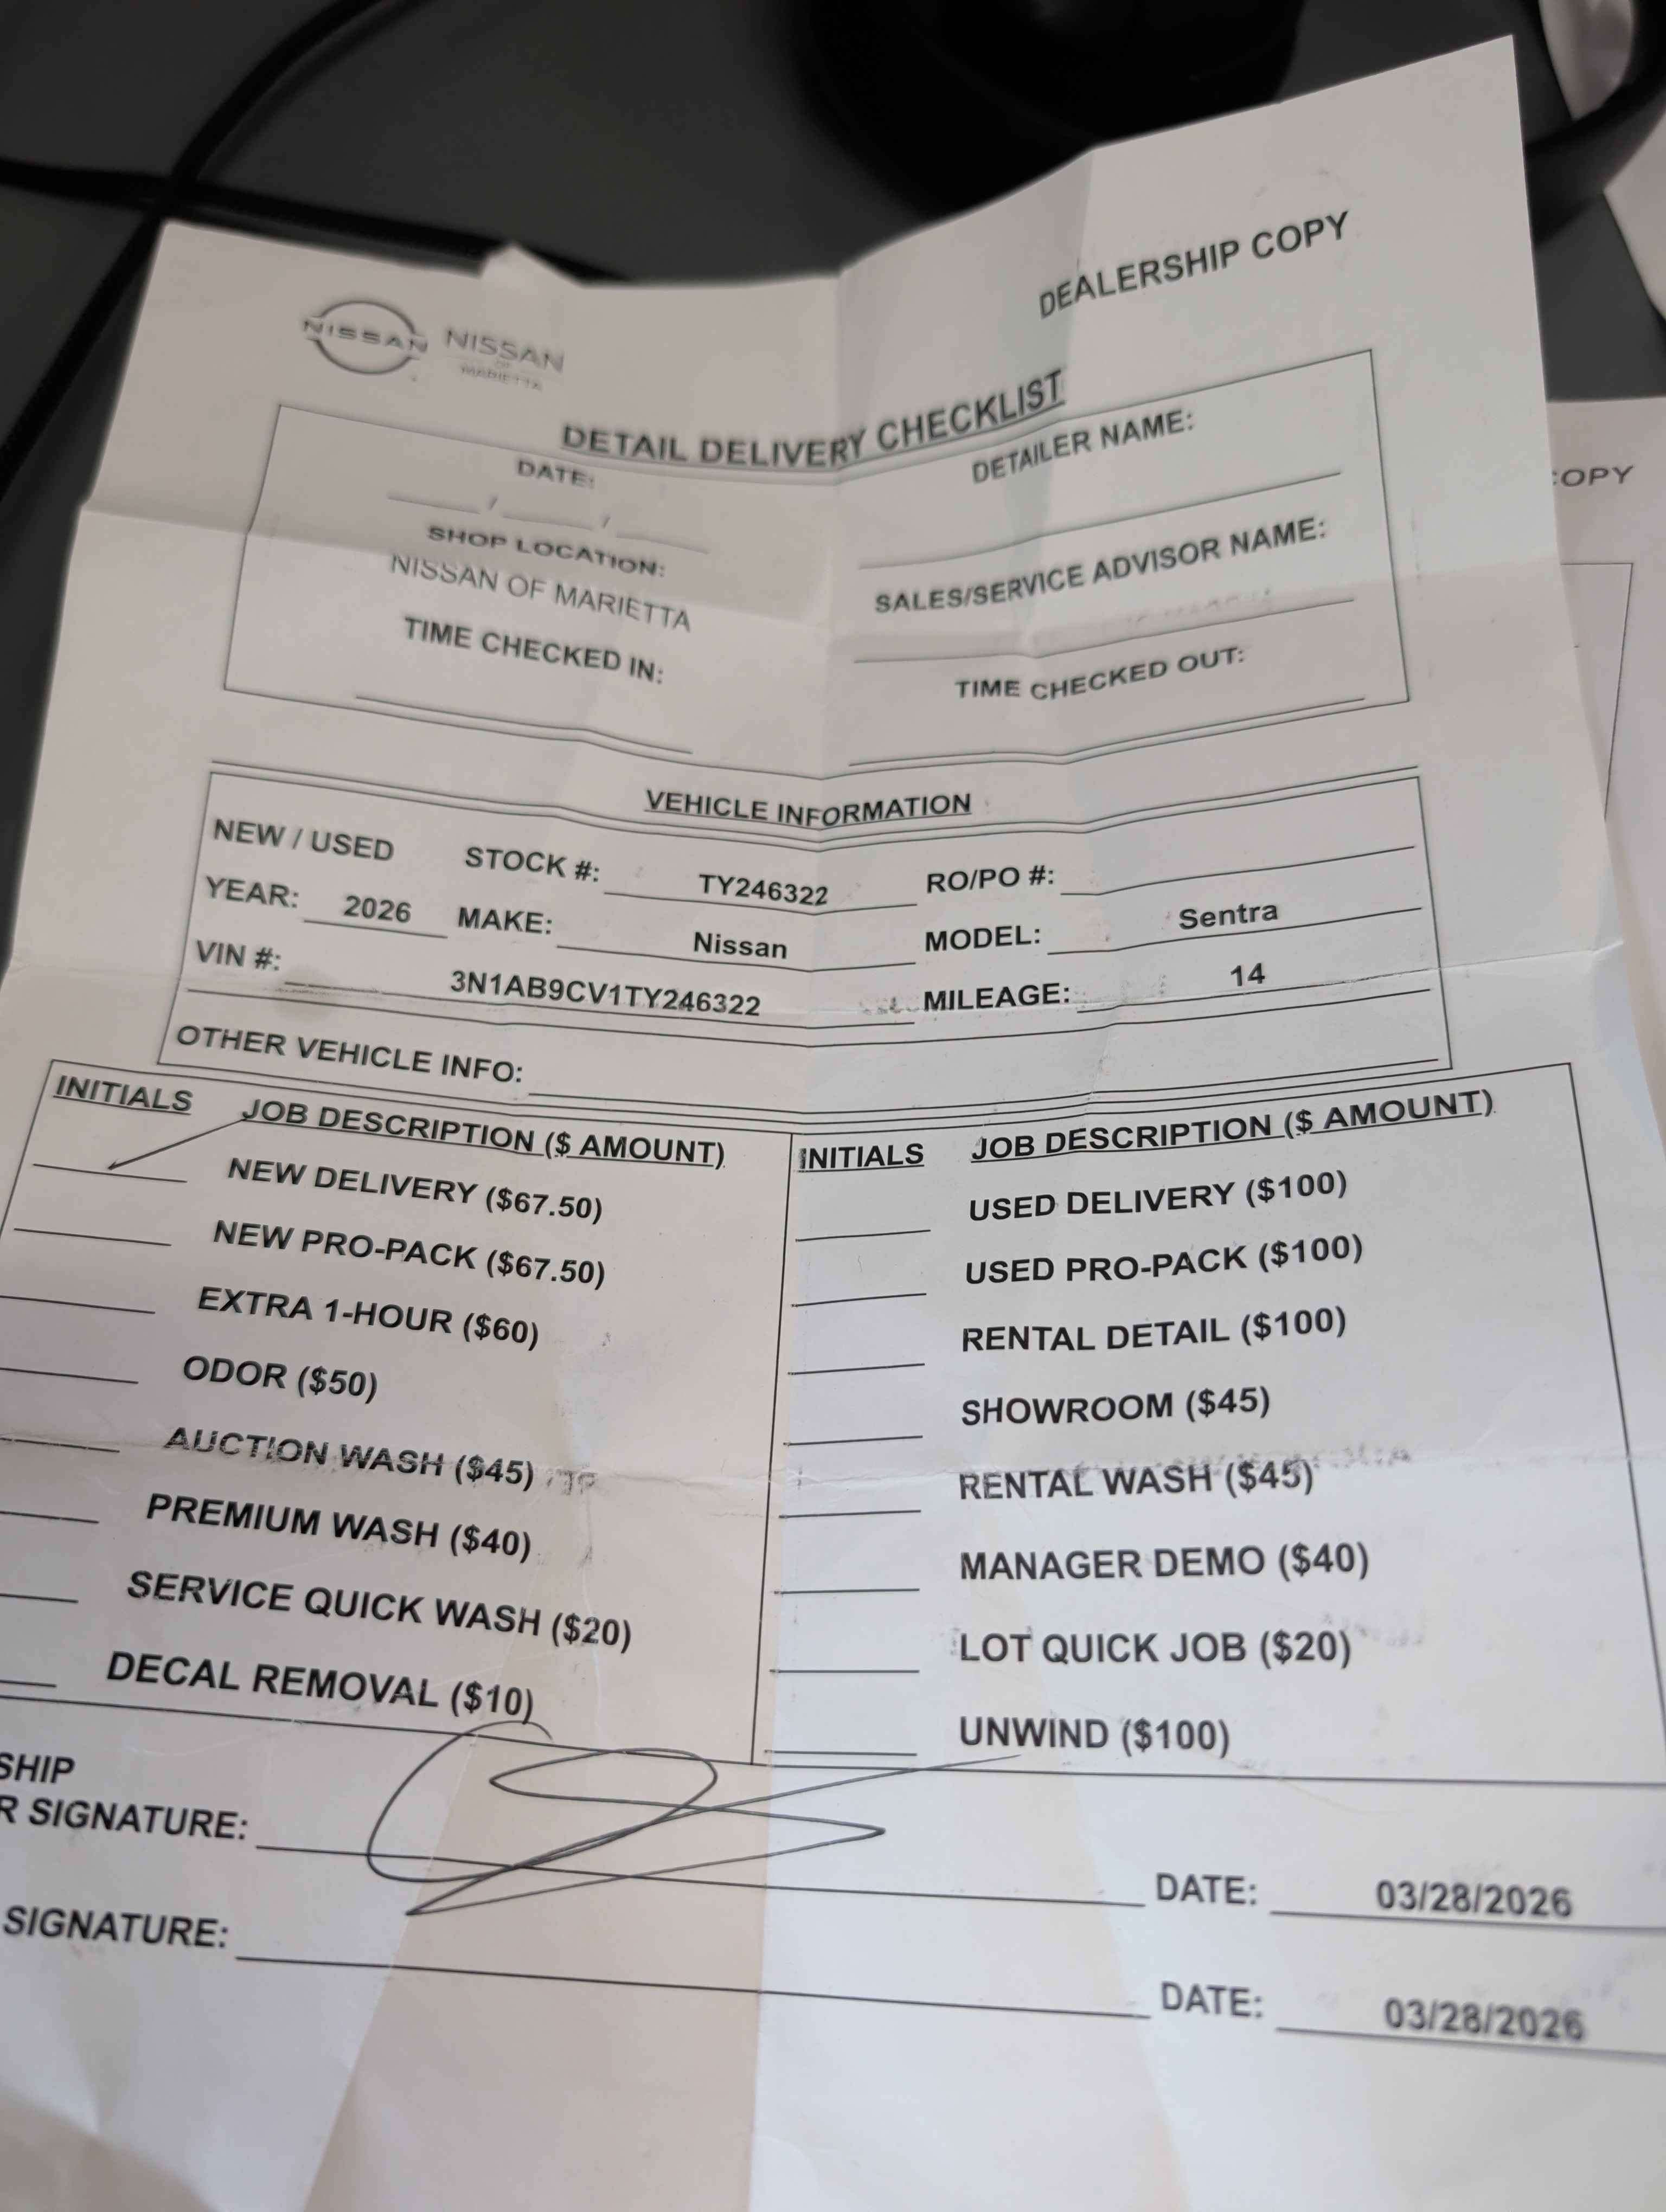 DEALERSHIP COPY
NISSAN NISSAN
OF
MARIETTA
DETAIL DELIVERY CHECKLIST
DATE: DETAILER NAME:
/ /
SHOP LOCATION: SALES/SERVICE ADVISOR NAME:
NISSAN OF MARIETTA
TIME CHECKED IN: TIME CHECKED OUT:
VEHICLE INFORMATION
NEW / USED STOCK #: TY246322 RO/PO #:
YEAR: 2026 MAKE: Nissan MODEL: Sentra
VIN #: 3N1AB9CV1TY246322 MILEAGE: 14
OTHER VEHICLE INFO:
INITIALS JOB DESCRIPTION ($ AMOUNT) INITIALS JOB DESCRIPTION ($ AMOUNT)
NEW DELIVERY ($67.50) USED DELIVERY ($100)
NEW PRO-PACK ($67.50) USED PRO-PACK ($100)
EXTRA 1-HOUR ($60) RENTAL DETAIL ($100)
ODOR ($50) SHOWROOM ($45)
AUCTION WASH ($45) RENTAL WASH ($45)
PREMIUM WASH ($40) MANAGER DEMO ($40)
SERVICE QUICK WASH ($20) LOT QUICK JOB ($20)
DECAL REMOVAL ($10) UNWIND ($100)
SHIP
R SIGNATURE: DATE: 03/28/2026
SIGNATURE: DATE: 03/28/2026
OPY